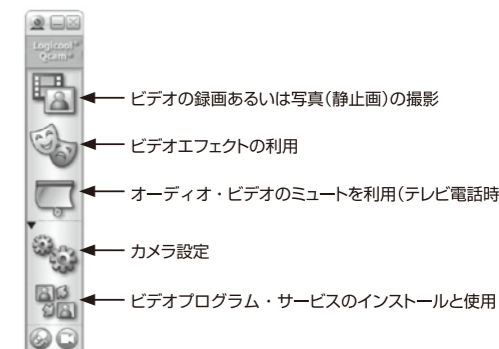 Logicool
Qcam
ビデオの録画あるいは写真（静止画）の撮影
ビデオエフェクトの利用
オーディオ・ビデオのミュートを利用（テレビ電話時
カメラ設定
ビデオプログラム・サービスのインストールと使用